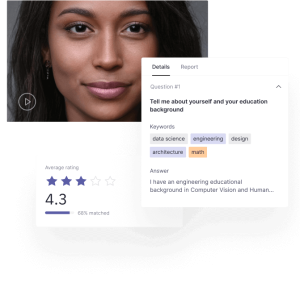 Details Report
Question #1
Tell me about yourself and your education
background
Keywords
data science engineering design
architecture math
Answer
I have an engineering educational
background in Computer Vision and Human...
Average rating
4.3
86% matched